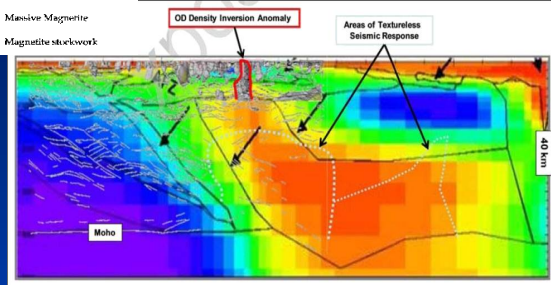 Massive Magnetite
Magnetite stockwork
OD Density Inversion Anomaly
Areas of Textureless
Seismic Response
40 km
Moho